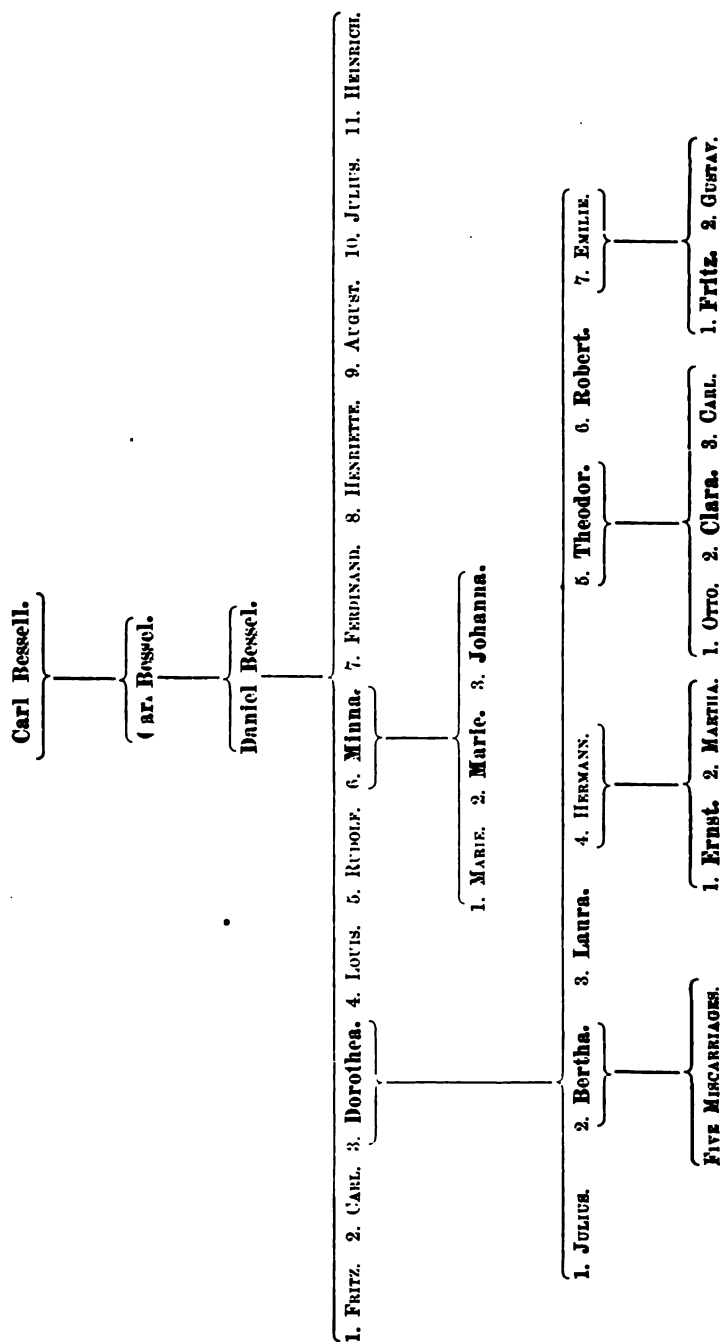 Carl Bessell.
Car. Bessel.
Daniel Bessel.
1. FRITZ. 2. CARL. 3. Dorothea. 4. LOUIS. 5. RUDOLF. 6. Minna. 7. FERDINAND. 8. HENRIETTE. 9. AUGUST. 10. JULIUS. 11. HEINRICH.
1. MARIE. 2. Marie. 3. Johanna.
1. JULIUS. 2. Bertha. 3. Laura. 4. HERMANN. 5. Theodor. 6. Robert. 7. EMILIE.
FIVE MISCARRIAGES. 1. Ernst. 2. MARTHA. 1. OTTO. 2. Clara. 3. CARL. 1. Fritz. 2. GUSTAV.